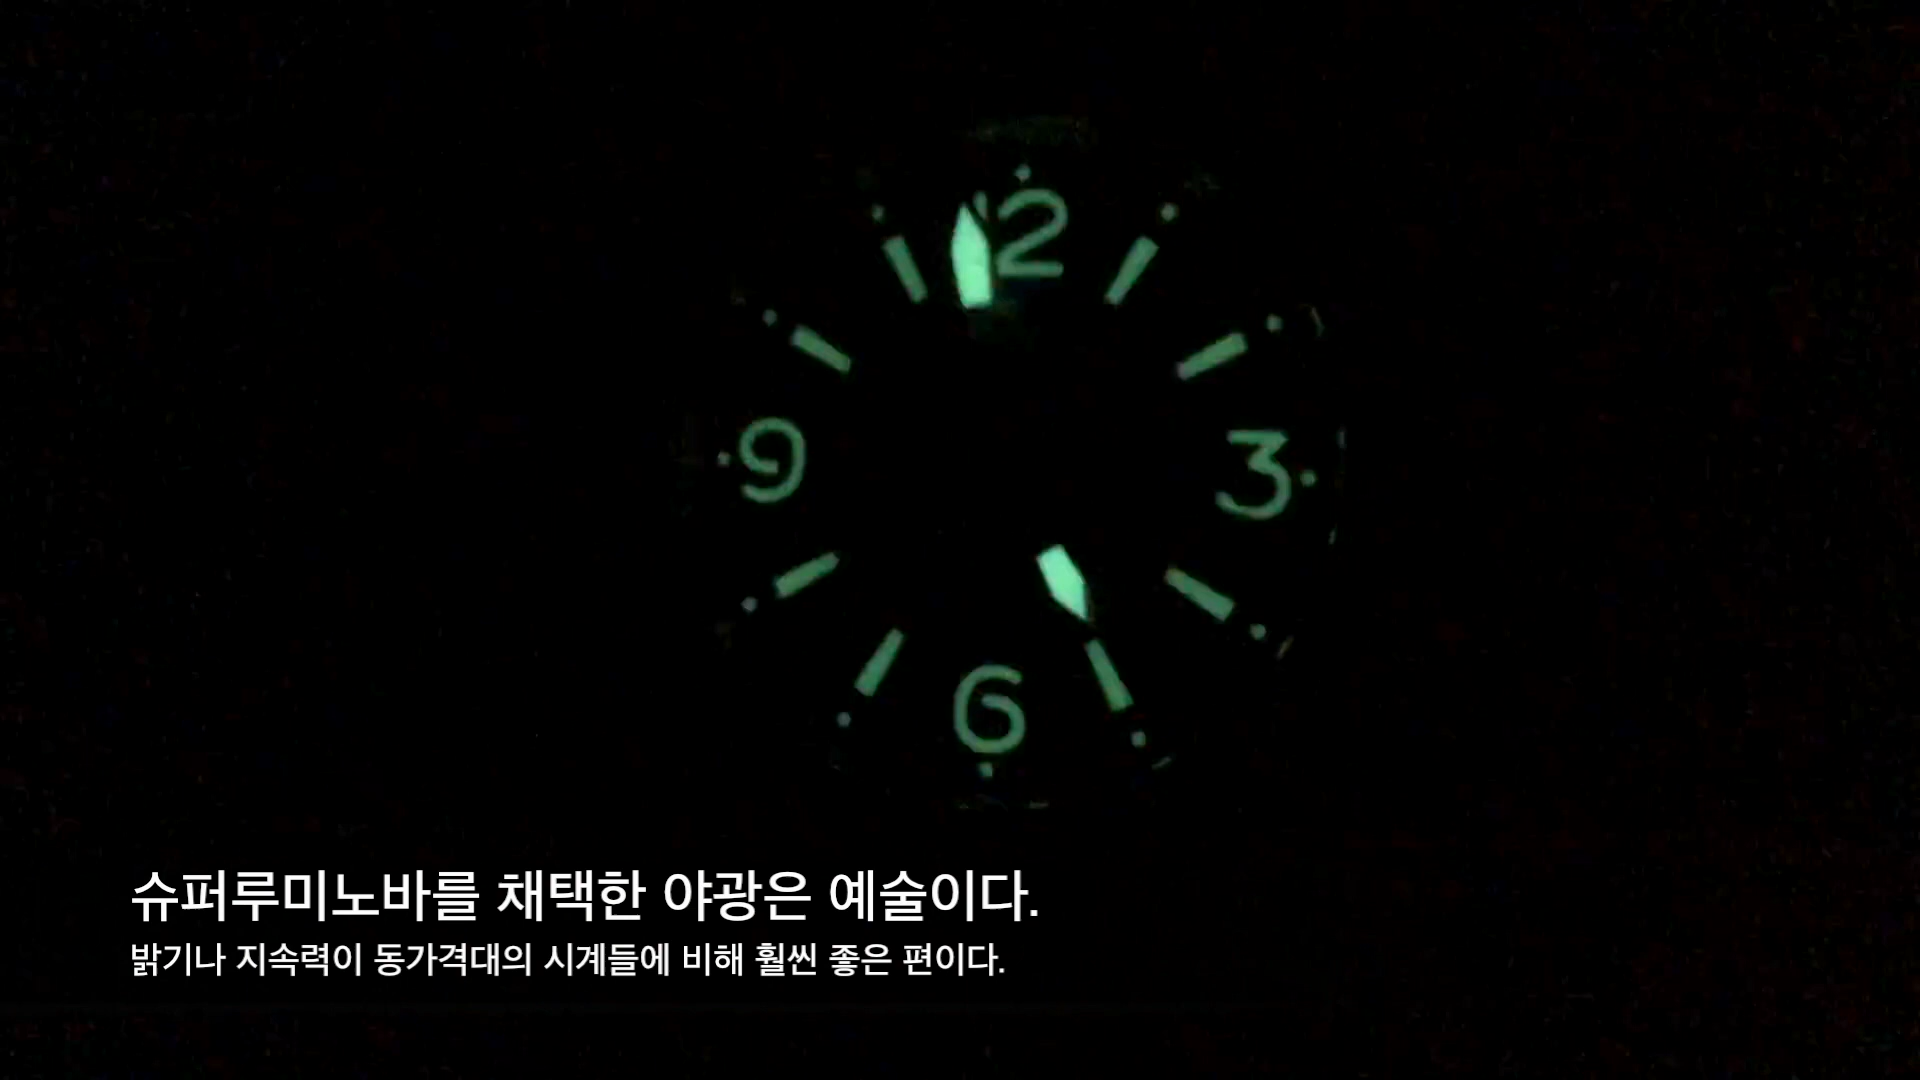 12
9
3
6
슈퍼루미노바를 채택한 야광은 예술이다.
밝기나 지속력이 동가격대의 시계들에 비해 훨씬 좋은 편이다.